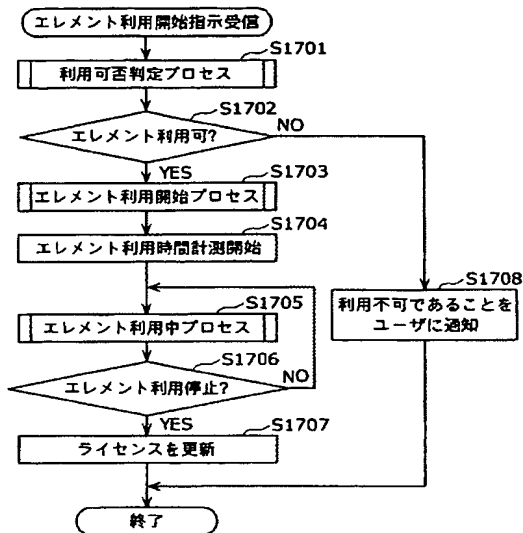 エレメント利用開始指示受信
S1701
利用可否判定プロセス
S1702
エレメント利用可?
NO
YES
S1703
エレメント利用開始プロセス
S1704
エレメント利用時間計測開始
S1708
利用不可であることを
ユーザに通知
S1705
エレメント利用中プロセス
S1706
エレメント利用停止?
NO
YES
S1707
ライセンスを更新
終了